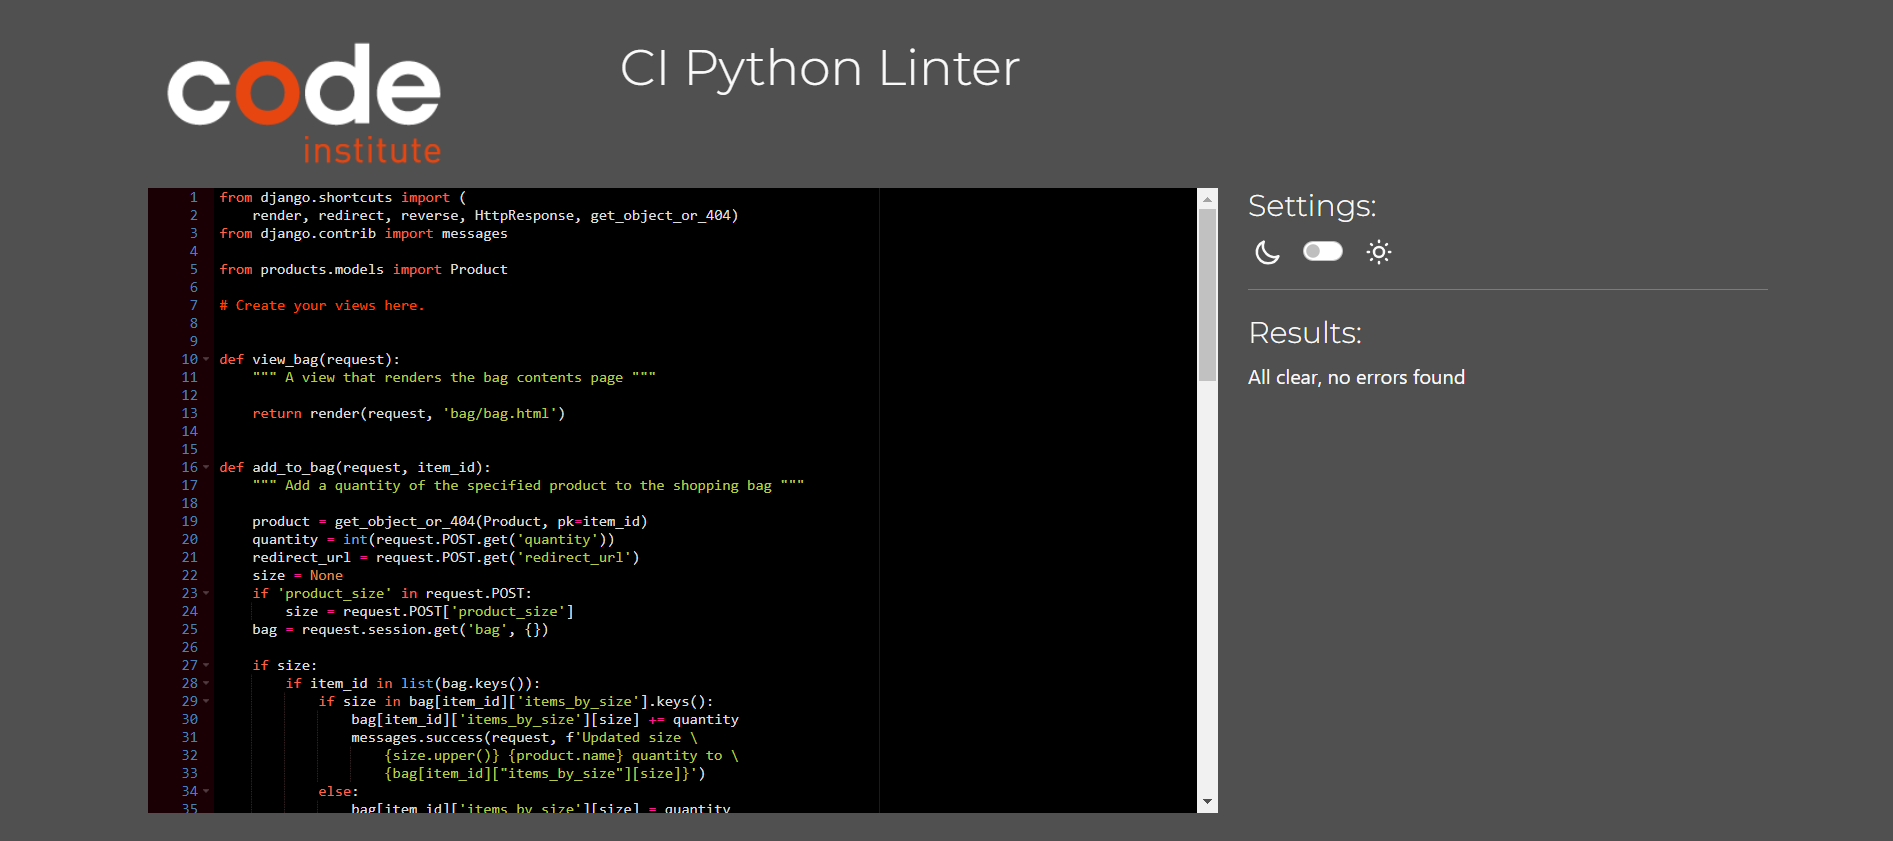 code
institute
CI Python Linter
1 from django.shortcuts import (
2     render, redirect, reverse, HttpResponse, get_object_or_404)
3 from django.contrib import messages
4
5 from products.models import Product
6
7 # Create your views here.
8
9
10 def view_bag(request):
11     """ A view that renders the bag contents page """
12
13     return render(request, 'bag/bag.html')
14
15
16 def add_to_bag(request, item_id):
17     """ Add a quantity of the specified product to the shopping bag """
18
19     product = get_object_or_404(Product, pk=item_id)
20     quantity = int(request.POST.get('quantity'))
21     redirect_url = request.POST.get('redirect_url')
22     size = None
23     if 'product_size' in request.POST:
24         size = request.POST['product_size']
25     bag = request.session.get('bag', {})
26
27     if size:
28         if item_id in list(bag.keys()):
29             if size in bag[item_id]['items_by_size'].keys():
30                 bag[item_id]['items_by_size'][size] += quantity
31                 messages.success(request, f'Updated size \
32                     {size.upper()} {product.name} quantity to \
33                     {bag[item_id]["items_by_size"][size]}')
34             else:
35                 bag[item_id]['items_by_size'][size] = quantity
Settings:
Results:
All clear, no errors found